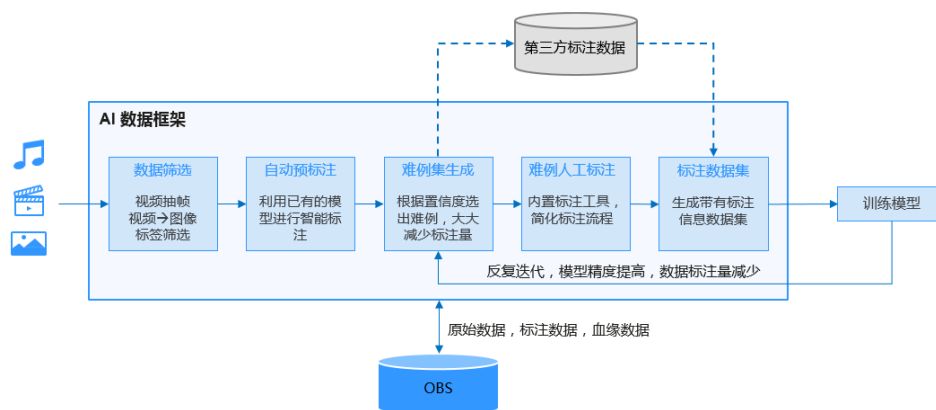 第三方标注数据
AI 数据框架
数据筛选
视频抽帧
视频→图像
标签筛选
自动预标注
利用已有的模
型进行智能标
注
难例集生成
根据置信度选
出难例，大大
减少标注量
难例人工标注
内置标注工具，
简化标注流程
标注数据集
生成带有标注
信息数据集
训练模型
反复迭代，模型精度提高，数据标注量减少
原始数据，标注数据，血缘数据
OBS